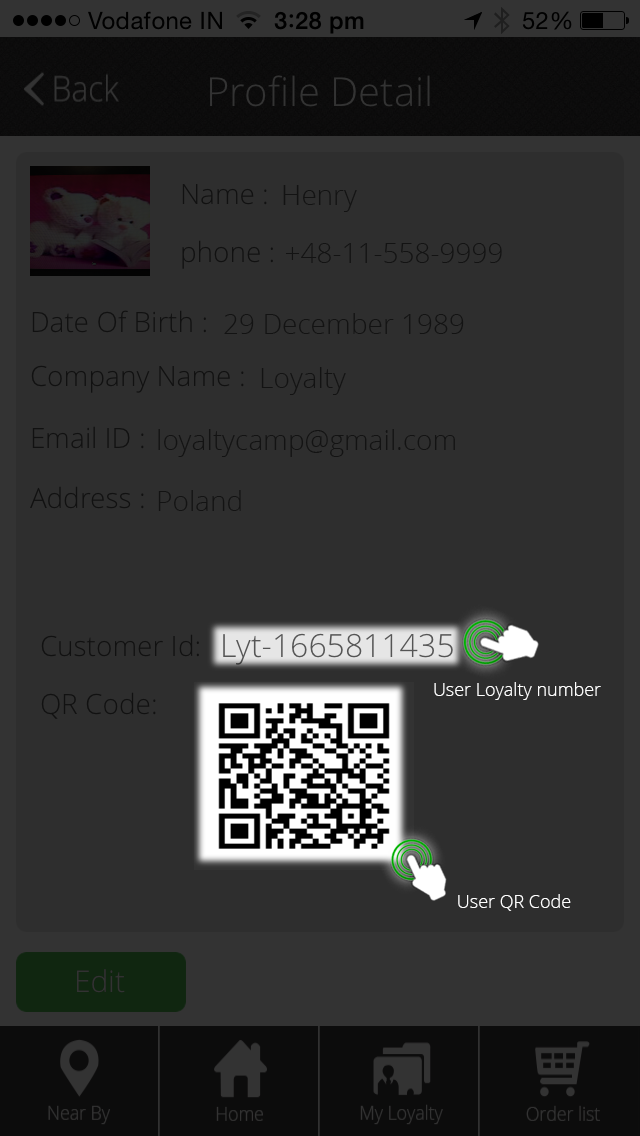 Vodafone IN 3:28 pm 52%
Back Profile Detail
Name : Henry
phone : +48-11-558-9999
Date Of Birth : 29 December 1989
Company Name : Loyalty
Email ID : loyaltycamp@gmail.com
Address : Poland
Customer Id: Lyt-1665811435
User Loyalty number
QR Code:
User QR Code
Edit
Near By Home My Loyalty Order list